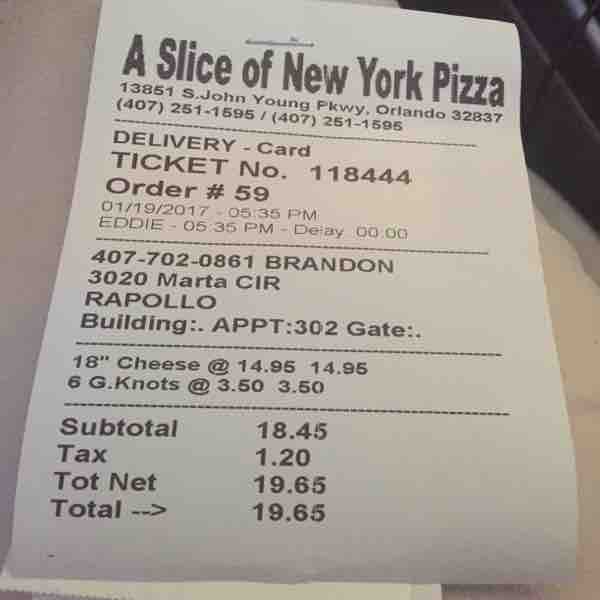 A Slice of New York Pizza
13851 S.John Young Pkwy, Orlando 32837
(407) 251-1595 / (407) 251-1595
DELIVERY - Card
TICKET No. 118444
Order # 59
01/19/2017 - 05:35 PM
EDDIE - 05:35 PM - Delay 00:00
407-702-0861 BRANDON
3020 Marta CIR
RAPOLLO
Building:. APPT:302 Gate:.
18" Cheese @ 14.95 14.95
6 G.Knots @ 3.50 3.50
Subtotal 18.45
Tax 1.20
Tot Net 19.65
Total --> 19.65